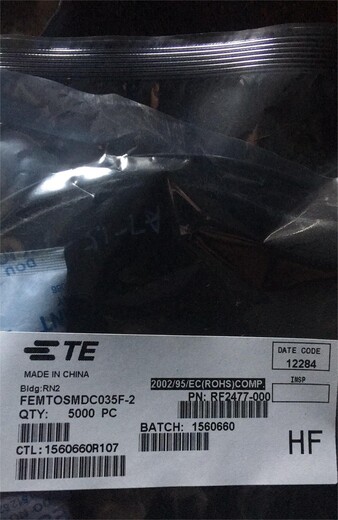 TE
MADE IN CHINA
Bldg:RN2
FEMTOSMDC035F-2
QTY: 5000 PC
CTL:1560660R107
2002/95/EC(ROHS)COMP.
PN: RF2477-000
BATCH: 1560660
DATE CODE
12284
INSP
HF